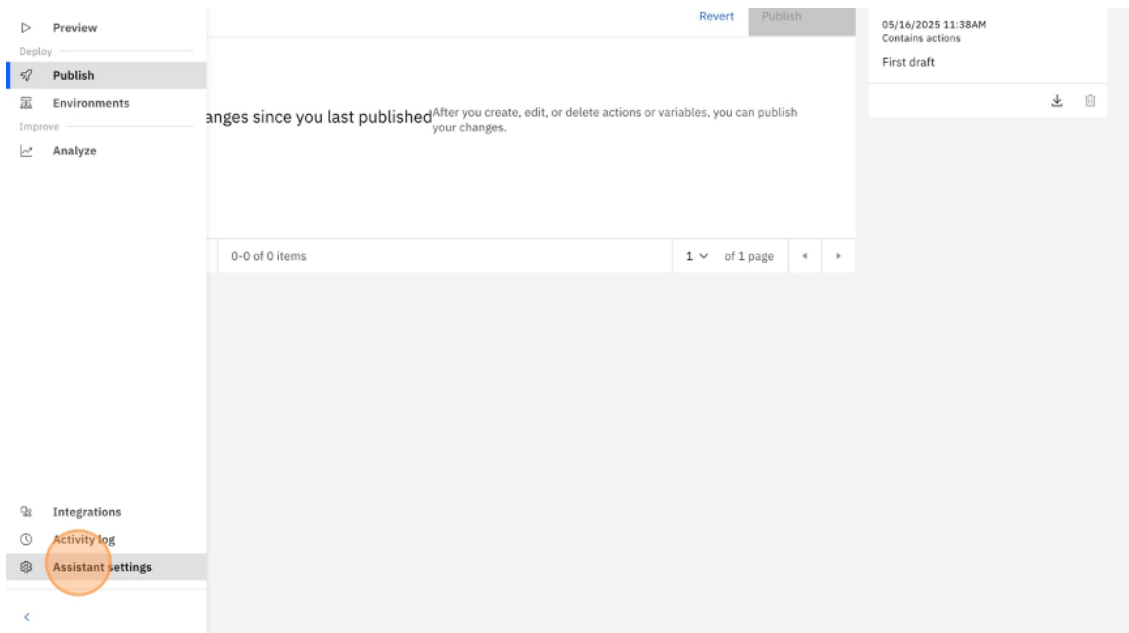 Preview
Deploy
Publish
Environments
Improve
Analyze
Integrations
Activity log
Assistant settings
Revert
Publish
anges since you last published
After you create, edit, or delete actions or variables, you can publish
your changes.
0-0 of 0 items
1
of 1 page
05/16/2025 11:38AM
Contains actions
First draft